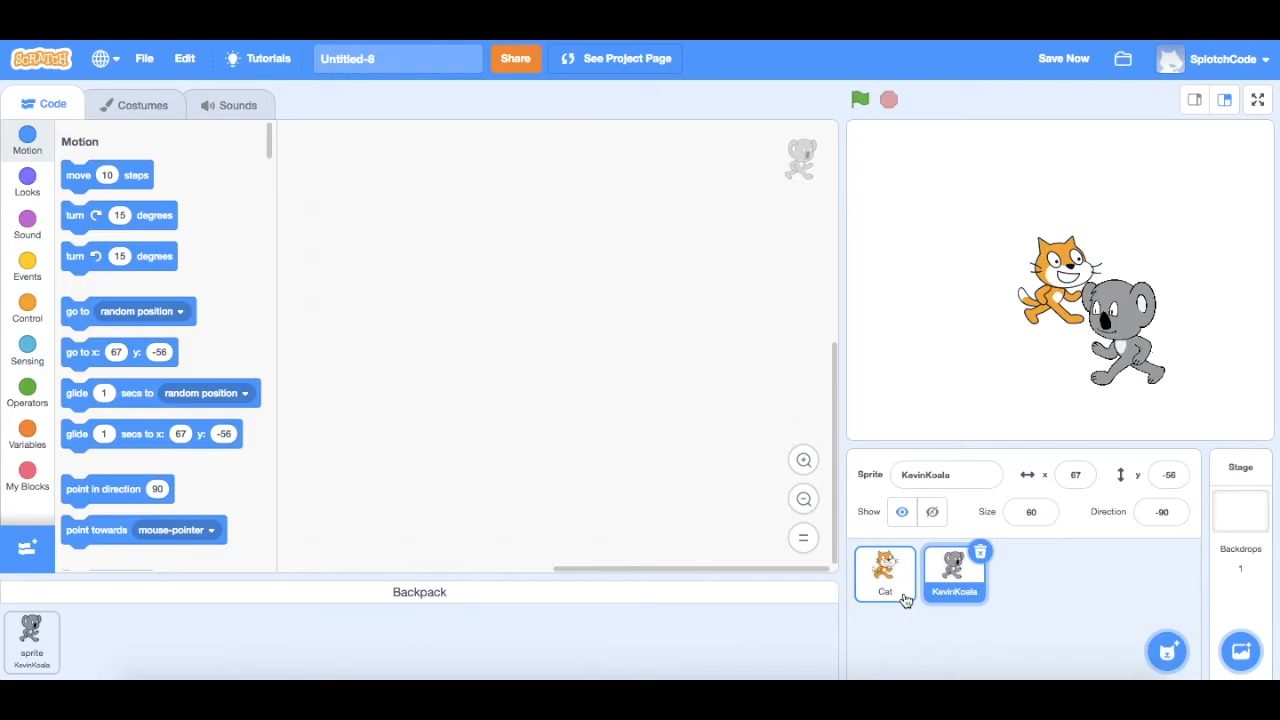 SCRATCH File Edit Tutorials Untitled-8 Share See Project Page Save Now SplotchCode
Code Costumes Sounds
Motion
Looks
Sound
Events
Control
Sensing
Operators
Variables
My Blocks
Motion
move 10 steps
turn 15 degrees
turn 15 degrees
go to random position
go to x: 67 y: -56
glide 1 secs to random position
glide 1 secs to x: 67 y: -56
point in direction 90
point towards mouse-pointer
Sprite KevinKoala x 67 y -56
Show Size 60 Direction -90
Cat KevinKoala
Stage
Backdrops
1
Backpack
sprite
KevinKoala